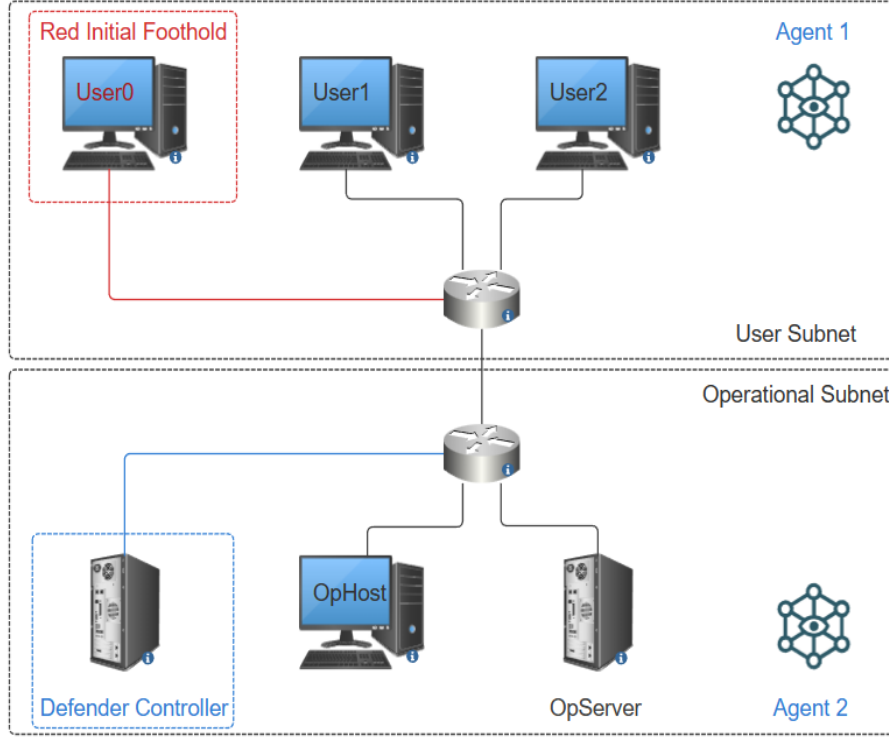 Red Initial Foothold
Agent 1
User0
User1
User2
User Subnet
Operational Subnet
OpHost
Defender Controller
OpServer
Agent 2